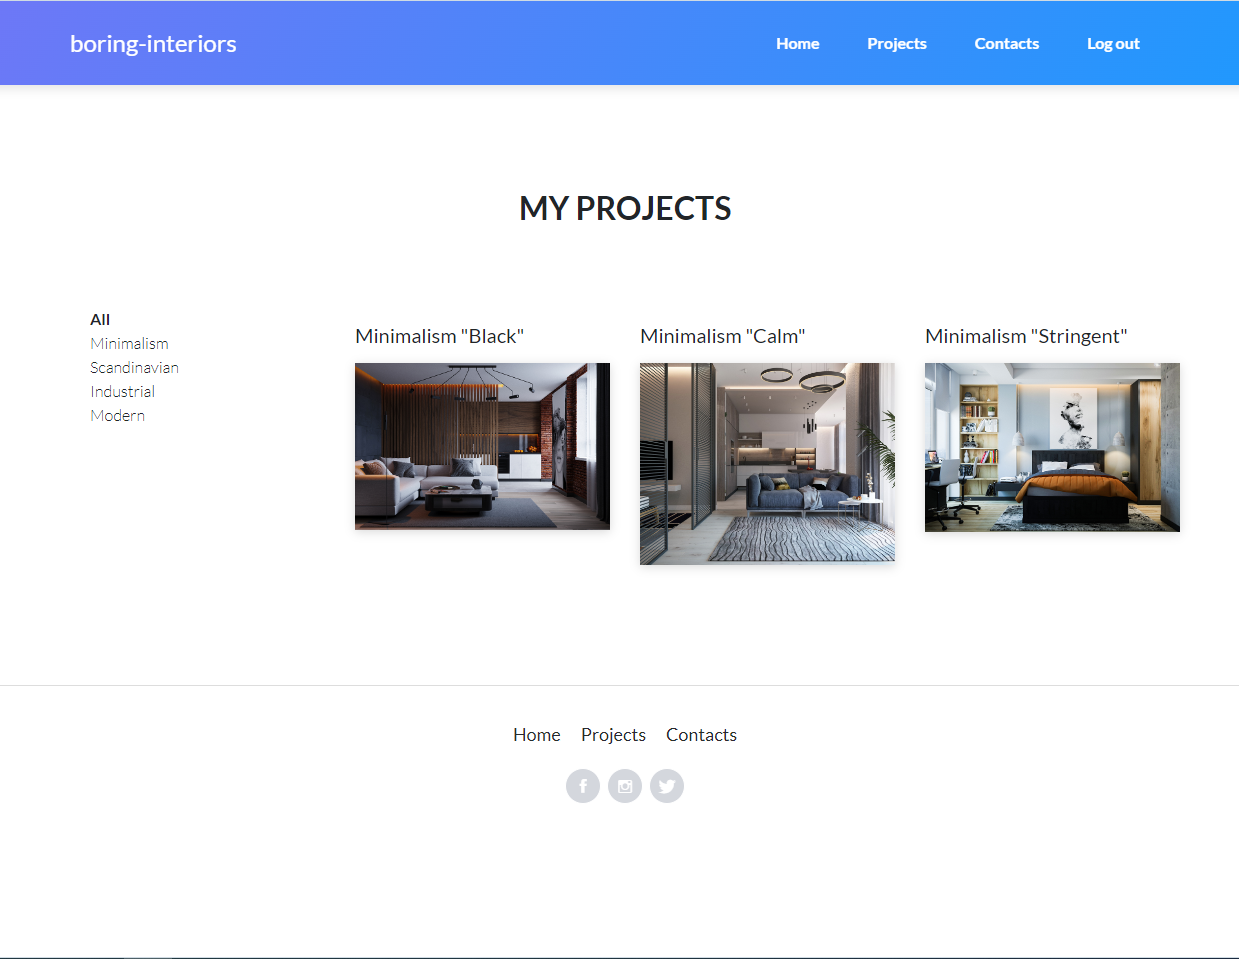 boring-interiors
Home Projects Contacts Log out
MY PROJECTS
All
Minimalism
Scandinavian
Industrial
Modern
Minimalism "Black"
Minimalism "Calm"
Minimalism "Stringent"
Home Projects Contacts